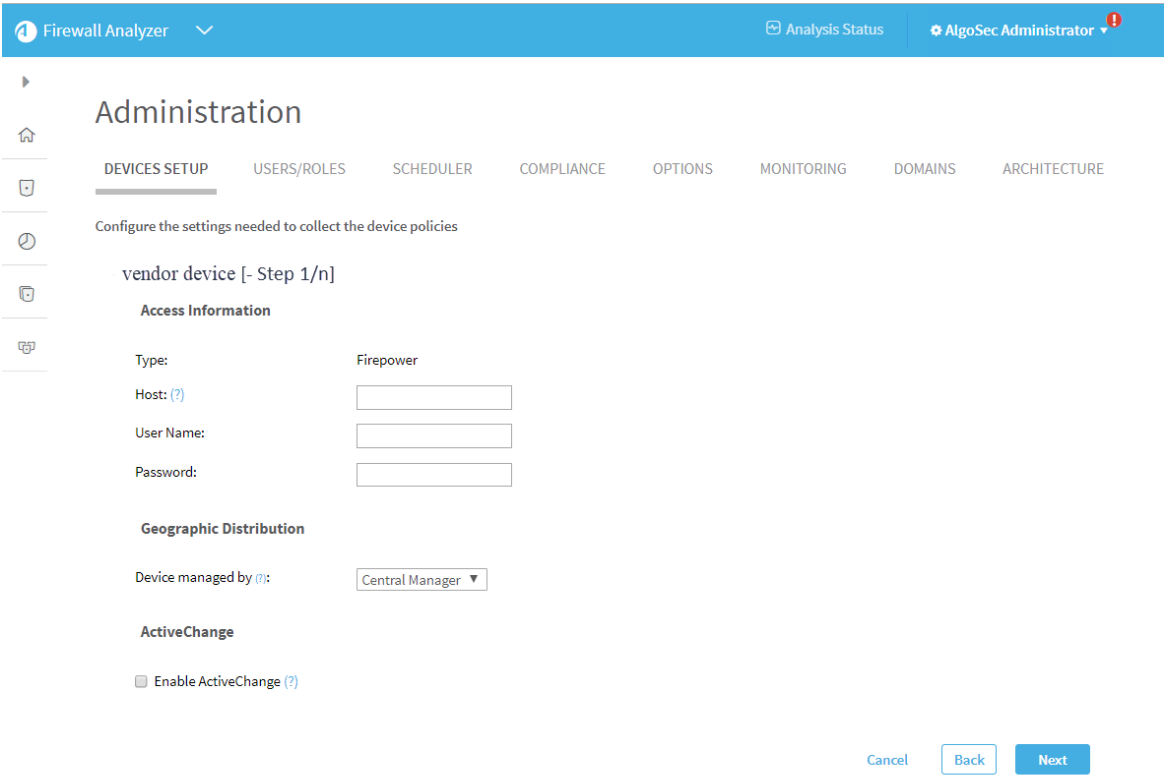 Firewall Analyzer
Analysis Status
AlgoSec Administrator
!
Administration
DEVICES SETUP USERS/ROLES SCHEDULER COMPLIANCE OPTIONS MONITORING DOMAINS ARCHITECTURE
Configure the settings needed to collect the device policies
vendor device [- Step 1/n]
Access Information
Type: Firepower
Host: (?)
User Name:
Password:
Geographic Distribution
Device managed by (?): Central Manager
ActiveChange
Enable ActiveChange (?)
Cancel Back Next